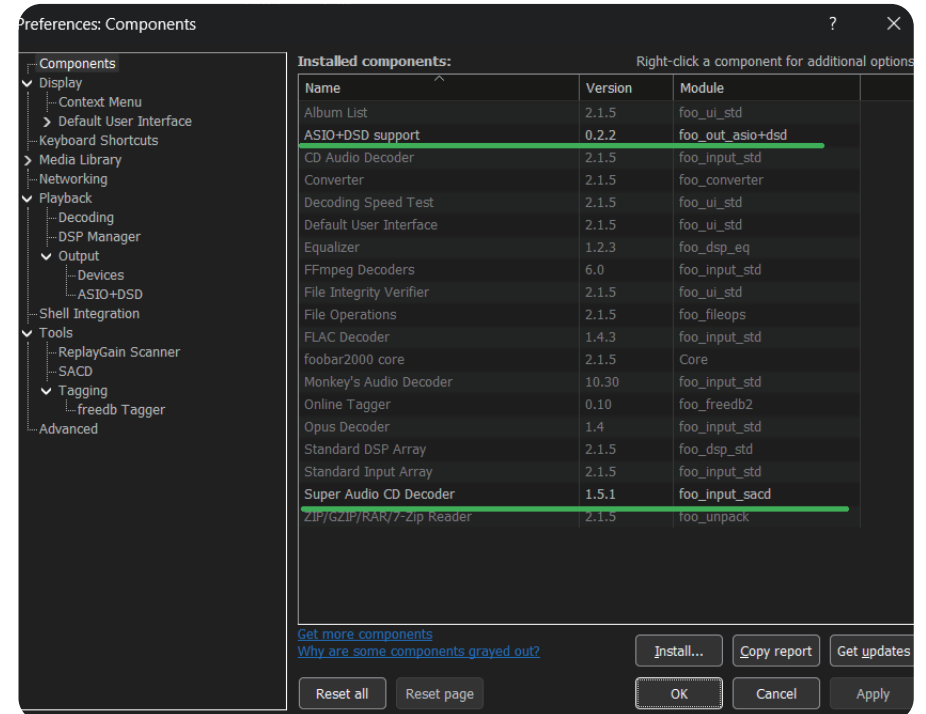 Preferences: Components ?
Components
Display
Context Menu
Default User Interface
Keyboard Shortcuts
Media Library
Networking
Playback
Decoding
DSP Manager
Output
Devices
ASIO+DSD
Shell Integration
Tools
ReplayGain Scanner
SACD
Tagging
freedb Tagger
Advanced
Installed components: Right-click a component for additional options
Name Version Module
Album List 2.1.5 foo_ui_std
ASIO+DSD support 0.2.2 foo_out_asio+dsd
CD Audio Decoder 2.1.5 foo_input_std
Converter 2.1.5 foo_converter
Decoding Speed Test 2.1.5 foo_ui_std
Default User Interface 2.1.5 foo_ui_std
Equalizer 1.2.3 foo_dsp_eq
FFmpeg Decoders 6.0 foo_input_std
File Integrity Verifier 2.1.5 foo_ui_std
File Operations 2.1.5 foo_fileops
FLAC Decoder 1.4.3 foo_input_std
foobar2000 core 2.1.5 Core
Monkey's Audio Decoder 10.30 foo_input_std
Online Tagger 0.10 foo_freedb2
Opus Decoder 1.4 foo_input_std
Standard DSP Array 2.1.5 foo_dsp_std
Standard Input Array 2.1.5 foo_input_std
Super Audio CD Decoder 1.5.1 foo_input_sacd
ZIP/GZIP/RAR/7-Zip Reader 2.1.5 foo_unpack
Get more components
Why are some components grayed out?
Install... Copy report Get updates
Reset all Reset page OK Cancel Apply